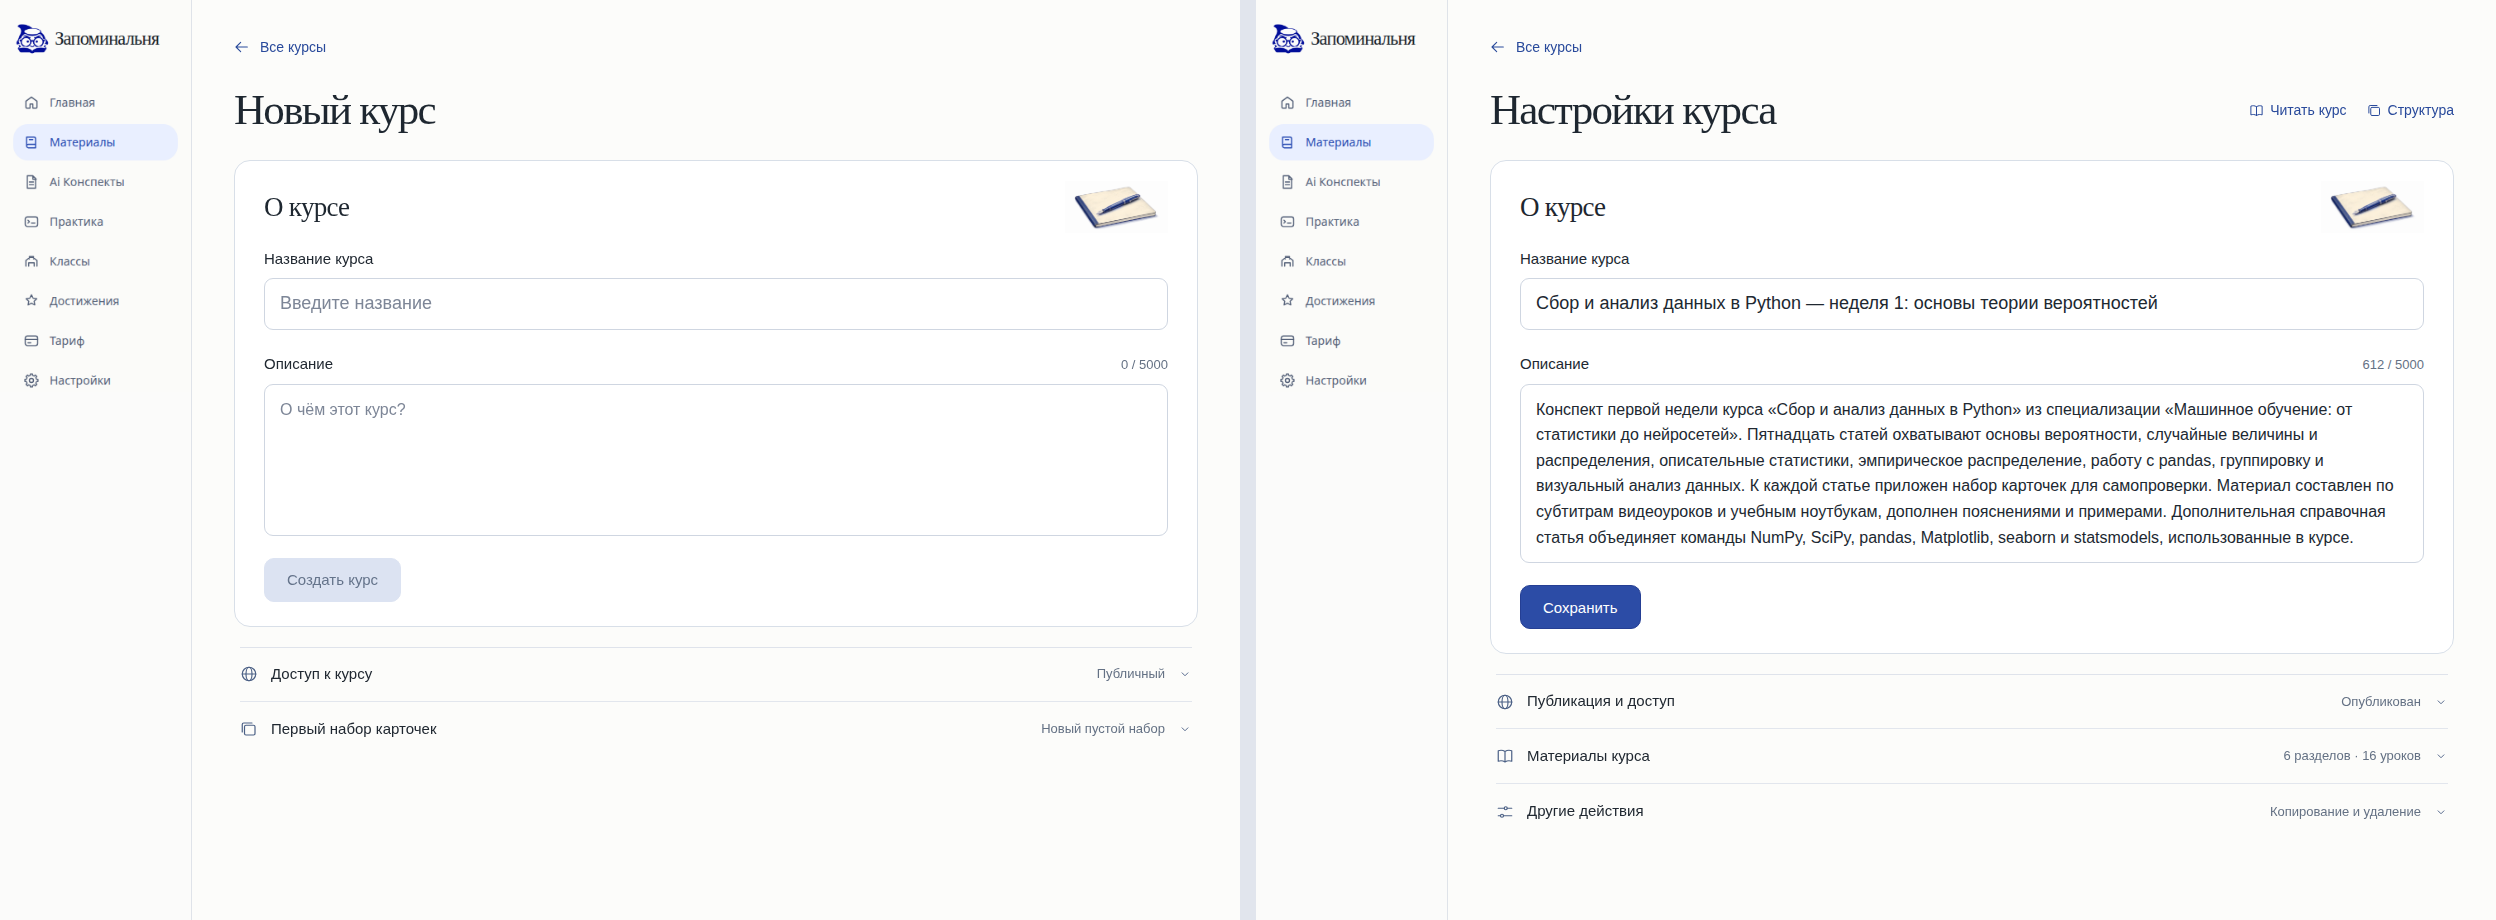 Запоминальня
Главная
Материалы
Ai Конспекты
Практика
Классы
Достижения
Тариф
Настройки
Все курсы
Новый курс
О курсе
Название курса
Введите название
Описание
0 / 5000
О чём этот курс?
Создать курс
Доступ к курсу
Публичный
Первый набор карточек
Новый пустой набор
Запоминальня
Главная
Материалы
Ai Конспекты
Практика
Классы
Достижения
Тариф
Настройки
Все курсы
Настройки курса
Читать курс
Структура
О курсе
Название курса
Сбор и анализ данных в Python — неделя 1: основы теории вероятностей
Описание
612 / 5000
Конспект первой недели курса «Сбор и анализ данных в Python» из специализации «Машинное обучение: от
статистики до нейросетей». Пятнадцать статей охватывают основы вероятности, случайные величины и
распределения, описательные статистики, эмпирическое распределение, работу с pandas, группировку и
визуальный анализ данных. К каждой статье приложен набор карточек для самопроверки. Материал составлен по
субтитрам видеоуроков и учебным ноутбукам, дополнен пояснениями и примерами. Дополнительная справочная
статья объединяет команды NumPy, SciPy, pandas, Matplotlib, seaborn и statsmodels, использованные в курсе.
Сохранить
Публикация и доступ
Опубликован
Материалы курса
6 разделов · 16 уроков
Другие действия
Копирование и удаление